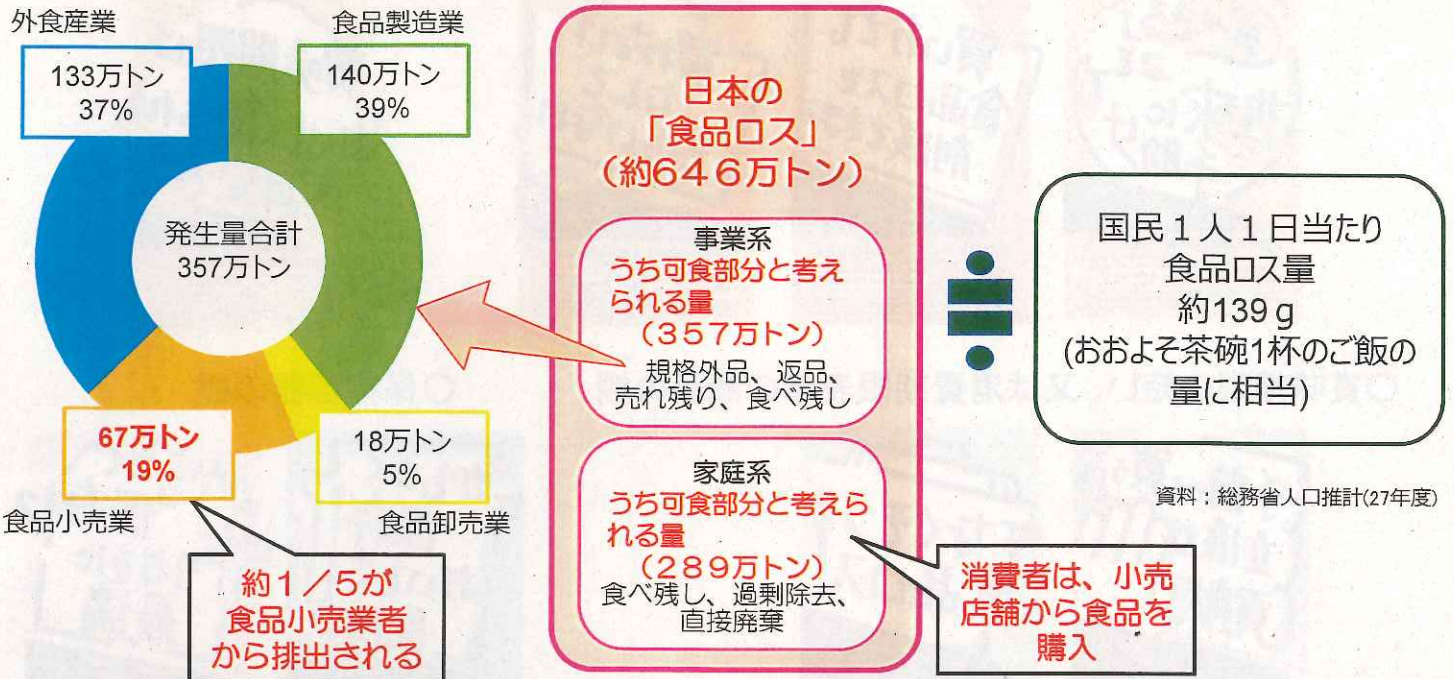 外食産業
133万トン
37%
食品製造業
140万トン
39%
発生量合計
357万トン
67万トン
19%
食品小売業
18万トン
5%
食品卸売業
約1/5が
食品小売業者
から排出される
日本の
「食品ロス」
(約646万トン)
事業系
うち可食部分と考え
られる量
(357万トン)
規格外品、返品、
売れ残り、食べ残し
家庭系
うち可食部分と考えら
れる量
(289万トン)
食べ残し、過剰除去、
直接廃棄
消費者は、小売
店舗から食品を
購入
国民1人1日当たり
食品ロス量
約139g
(おおよそ茶碗1杯のご飯の
量に相当)
資料:総務省人口推計(27年度)